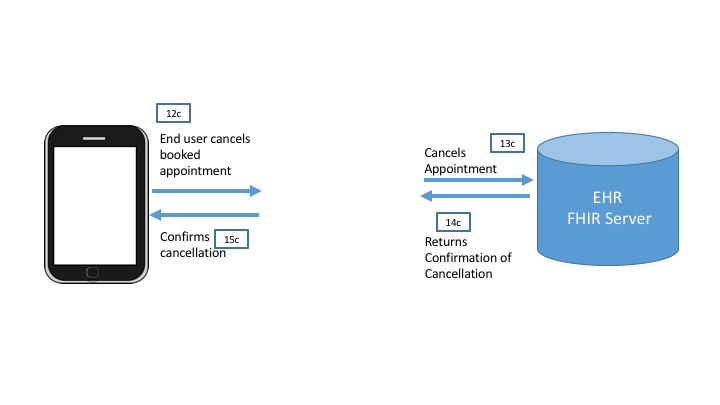 12c
End user cancels
booked
appointment
Confirms
15c
cancellation
13c
Cancels
Appointment
14c
Returns
Confirmation of
Cancellation
EHR
FHIR Server